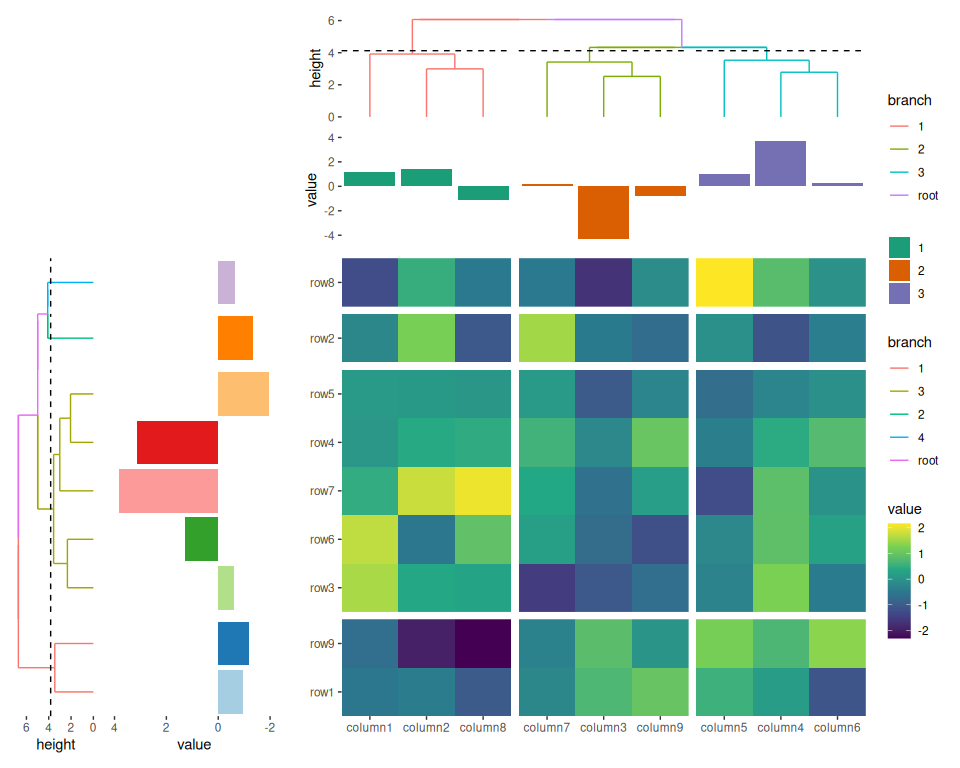 6
4
2
0
height
4
2
0
-2
-4
value
branch
1
2
3
root
1
2
3
branch
1
3
2
4
root
value
2
1
0
-1
-2
row8
row2
row5
row4
row7
row6
row3
row9
row1
6 4 2 0
height
4 2 0 -2
value
column1 column2 column8 column7 column3 column9 column5 column4 column6